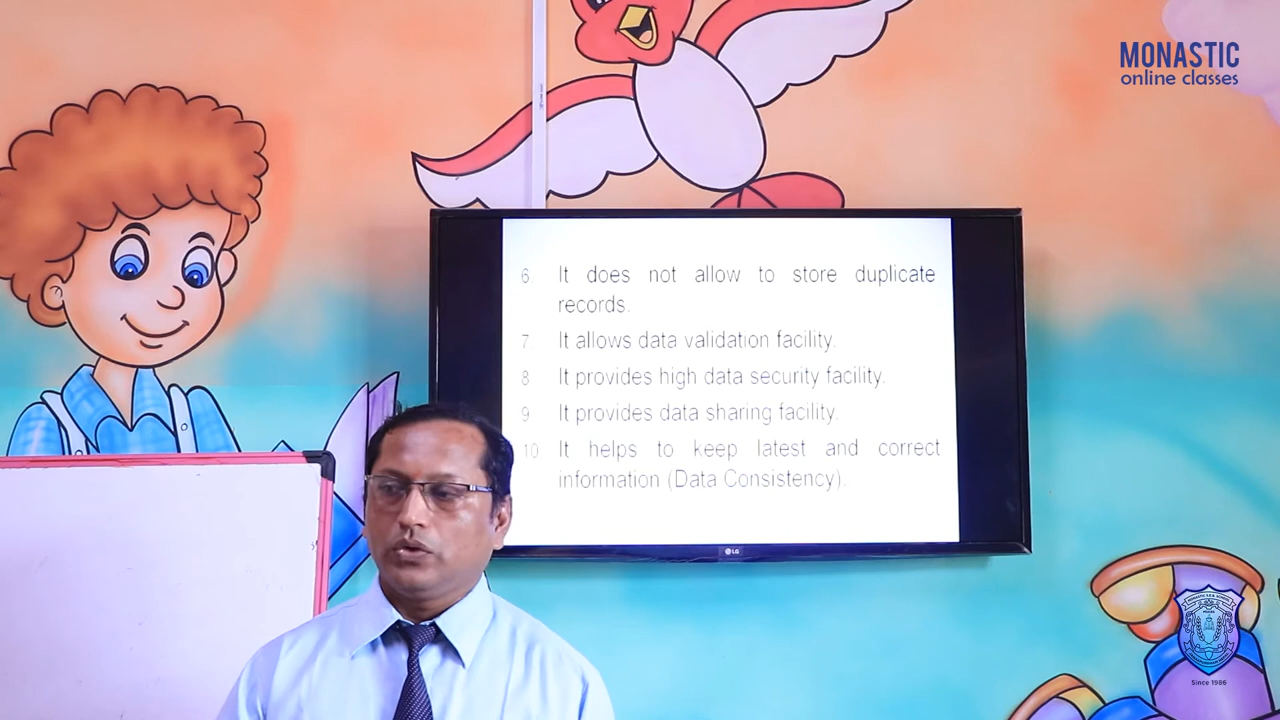 MONASTIC
online classes
6. It does not allow to store duplicate
records.
7. It allows data validation facility.
8. It provides high data security facility.
9. It provides data sharing facility.
10. It helps to keep latest and correct
information (Data Consistency).
LG
Since 1986